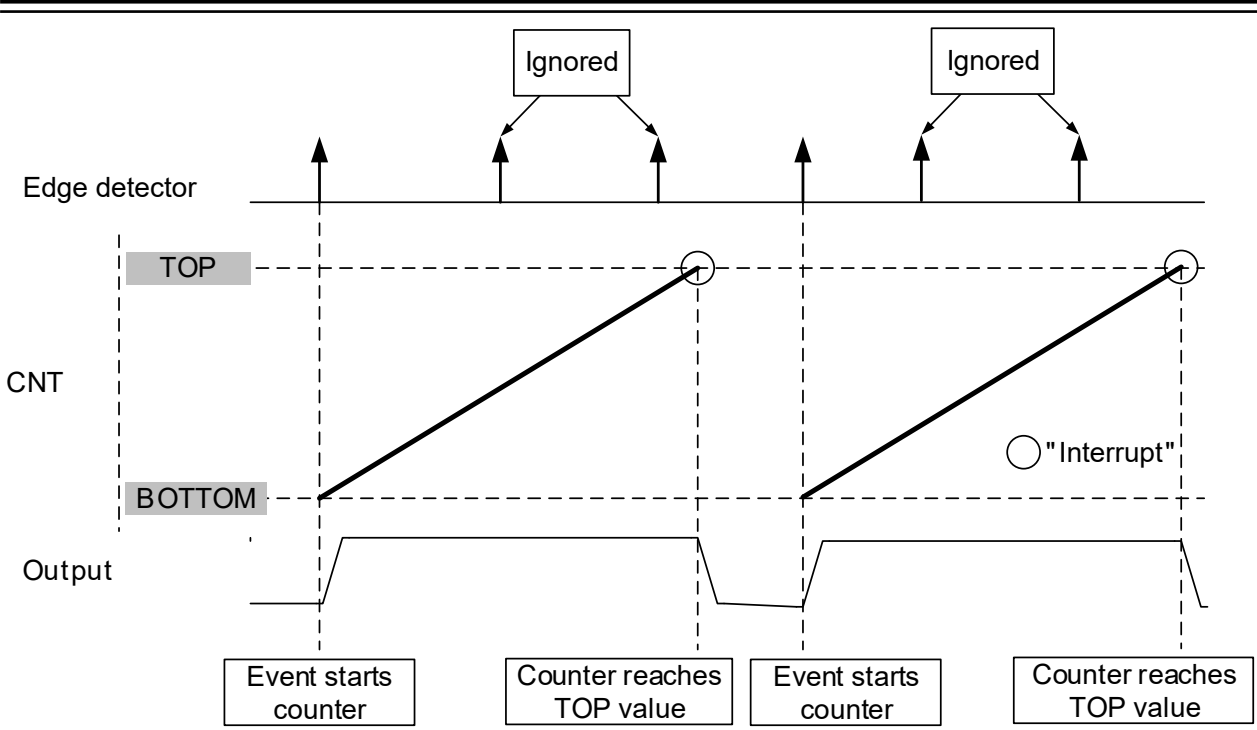 Ignored
Ignored
Edge detector
TOP
CNT
"Interrupt"
BOTTOM
Output
Event starts
counter
Counter reaches
TOP value
Event starts
counter
Counter reaches
TOP value